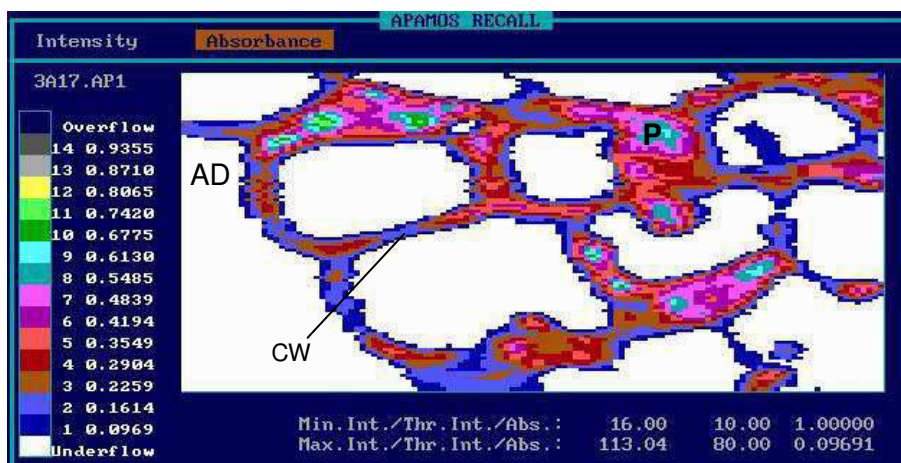 APAMOS RECALL
Intensity Absorbance
3A17.AP1
Overflow
14 0.9355
13 0.8710
12 0.8065
11 0.7420
10 0.6775
9 0.6130
8 0.5485
7 0.4839
6 0.4194
5 0.3549
4 0.2904
3 0.2259
2 0.1614
1 0.0969
Underflow
P
AD
CW
Min.Int./Thr.Int./Abs.: 16.00 10.00 1.00000
Max.Int./Thr.Int./Abs.: 113.04 80.00 0.09691